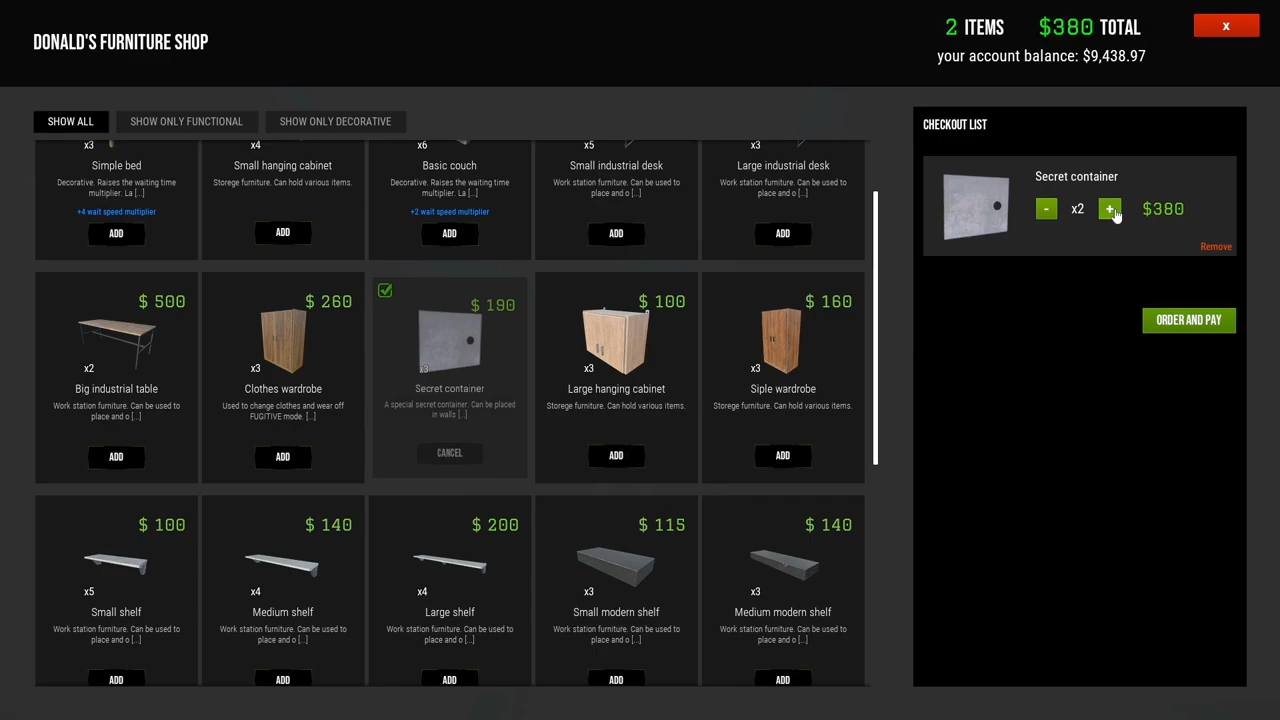 DONALD'S FURNITURE SHOP
2 ITEMS $380 TOTAL
your account balance: $9,438.97
X
SHOW ALL SHOW ONLY FUNCTIONAL SHOW ONLY DECORATIVE
x3 x4 x6 x5 x3
Simple bed
Decorative. Raises the waiting time
multiplier. La [...]
+4 wait speed multiplier
ADD
Small hanging cabinet
Storege furniture. Can hold various items.
ADD
Basic couch
Decorative. Raises the waiting time
multiplier. La [...]
+2 wait speed multiplier
ADD
Small industrial desk
Work station furniture. Can be used to
place and o [...]
ADD
Large industrial desk
Work station furniture. Can be used to
place and o [...]
ADD
$ 500
x2
Big industrial table
Work station furniture. Can be used to
place and o [...]
ADD
$ 260
x3
Clothes wardrobe
Used to change clothes and wear off
FUGITIVE mode. [...]
ADD
$ 190
x3
Secret container
A special secret container. Can be placed
in walls [...]
CANCEL
$ 100
x3
Large hanging cabinet
Storege furniture. Can hold various items.
ADD
$ 160
x3
Siple wardrobe
Storege furniture. Can hold various items.
ADD
$ 100
x5
Small shelf
Work station furniture. Can be used to
place and o [...]
ADD
$ 140
x4
Medium shelf
Work station furniture. Can be used to
place and o [...]
ADD
$ 200
x4
Large shelf
Work station furniture. Can be used to
place and o [...]
ADD
$ 115
x3
Small modern shelf
Work station furniture. Can be used to
place and o [...]
ADD
$ 140
x3
Medium modern shelf
Work station furniture. Can be used to
place and o [...]
ADD
CHECKOUT LIST
Secret container
- x2 + $380
Remove
ORDER AND PAY